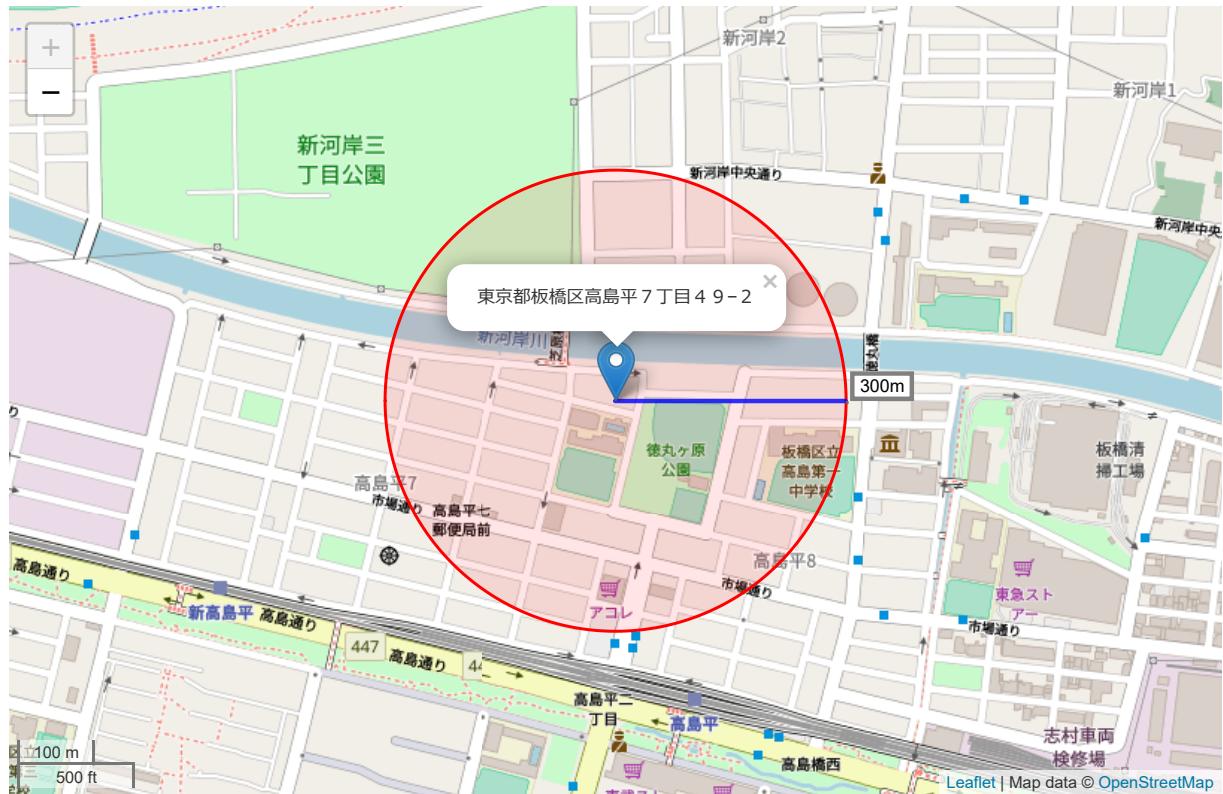 +
−
新河岸2
新河岸1
新河岸三
丁目公園
新河岸中央通り
新河岸中央
東京都板橋区高島平７丁目４９−２
×
新河岸川
徳丸橋
300m
徳丸ヶ原
公園
板橋区立
高島第一
中学校
板橋清
掃工場
高島平7
市場通り
高島平七
郵便局前
高島平8
市場通り
アコレ
東急スト
アー
市場通り
高島通り
新高島平
高島通り
447
高島通り
44
高島平二
丁目
高島平
高島橋西
志村車両
検修場
100 m
500 ft
Leaflet | Map data © OpenStreetMap